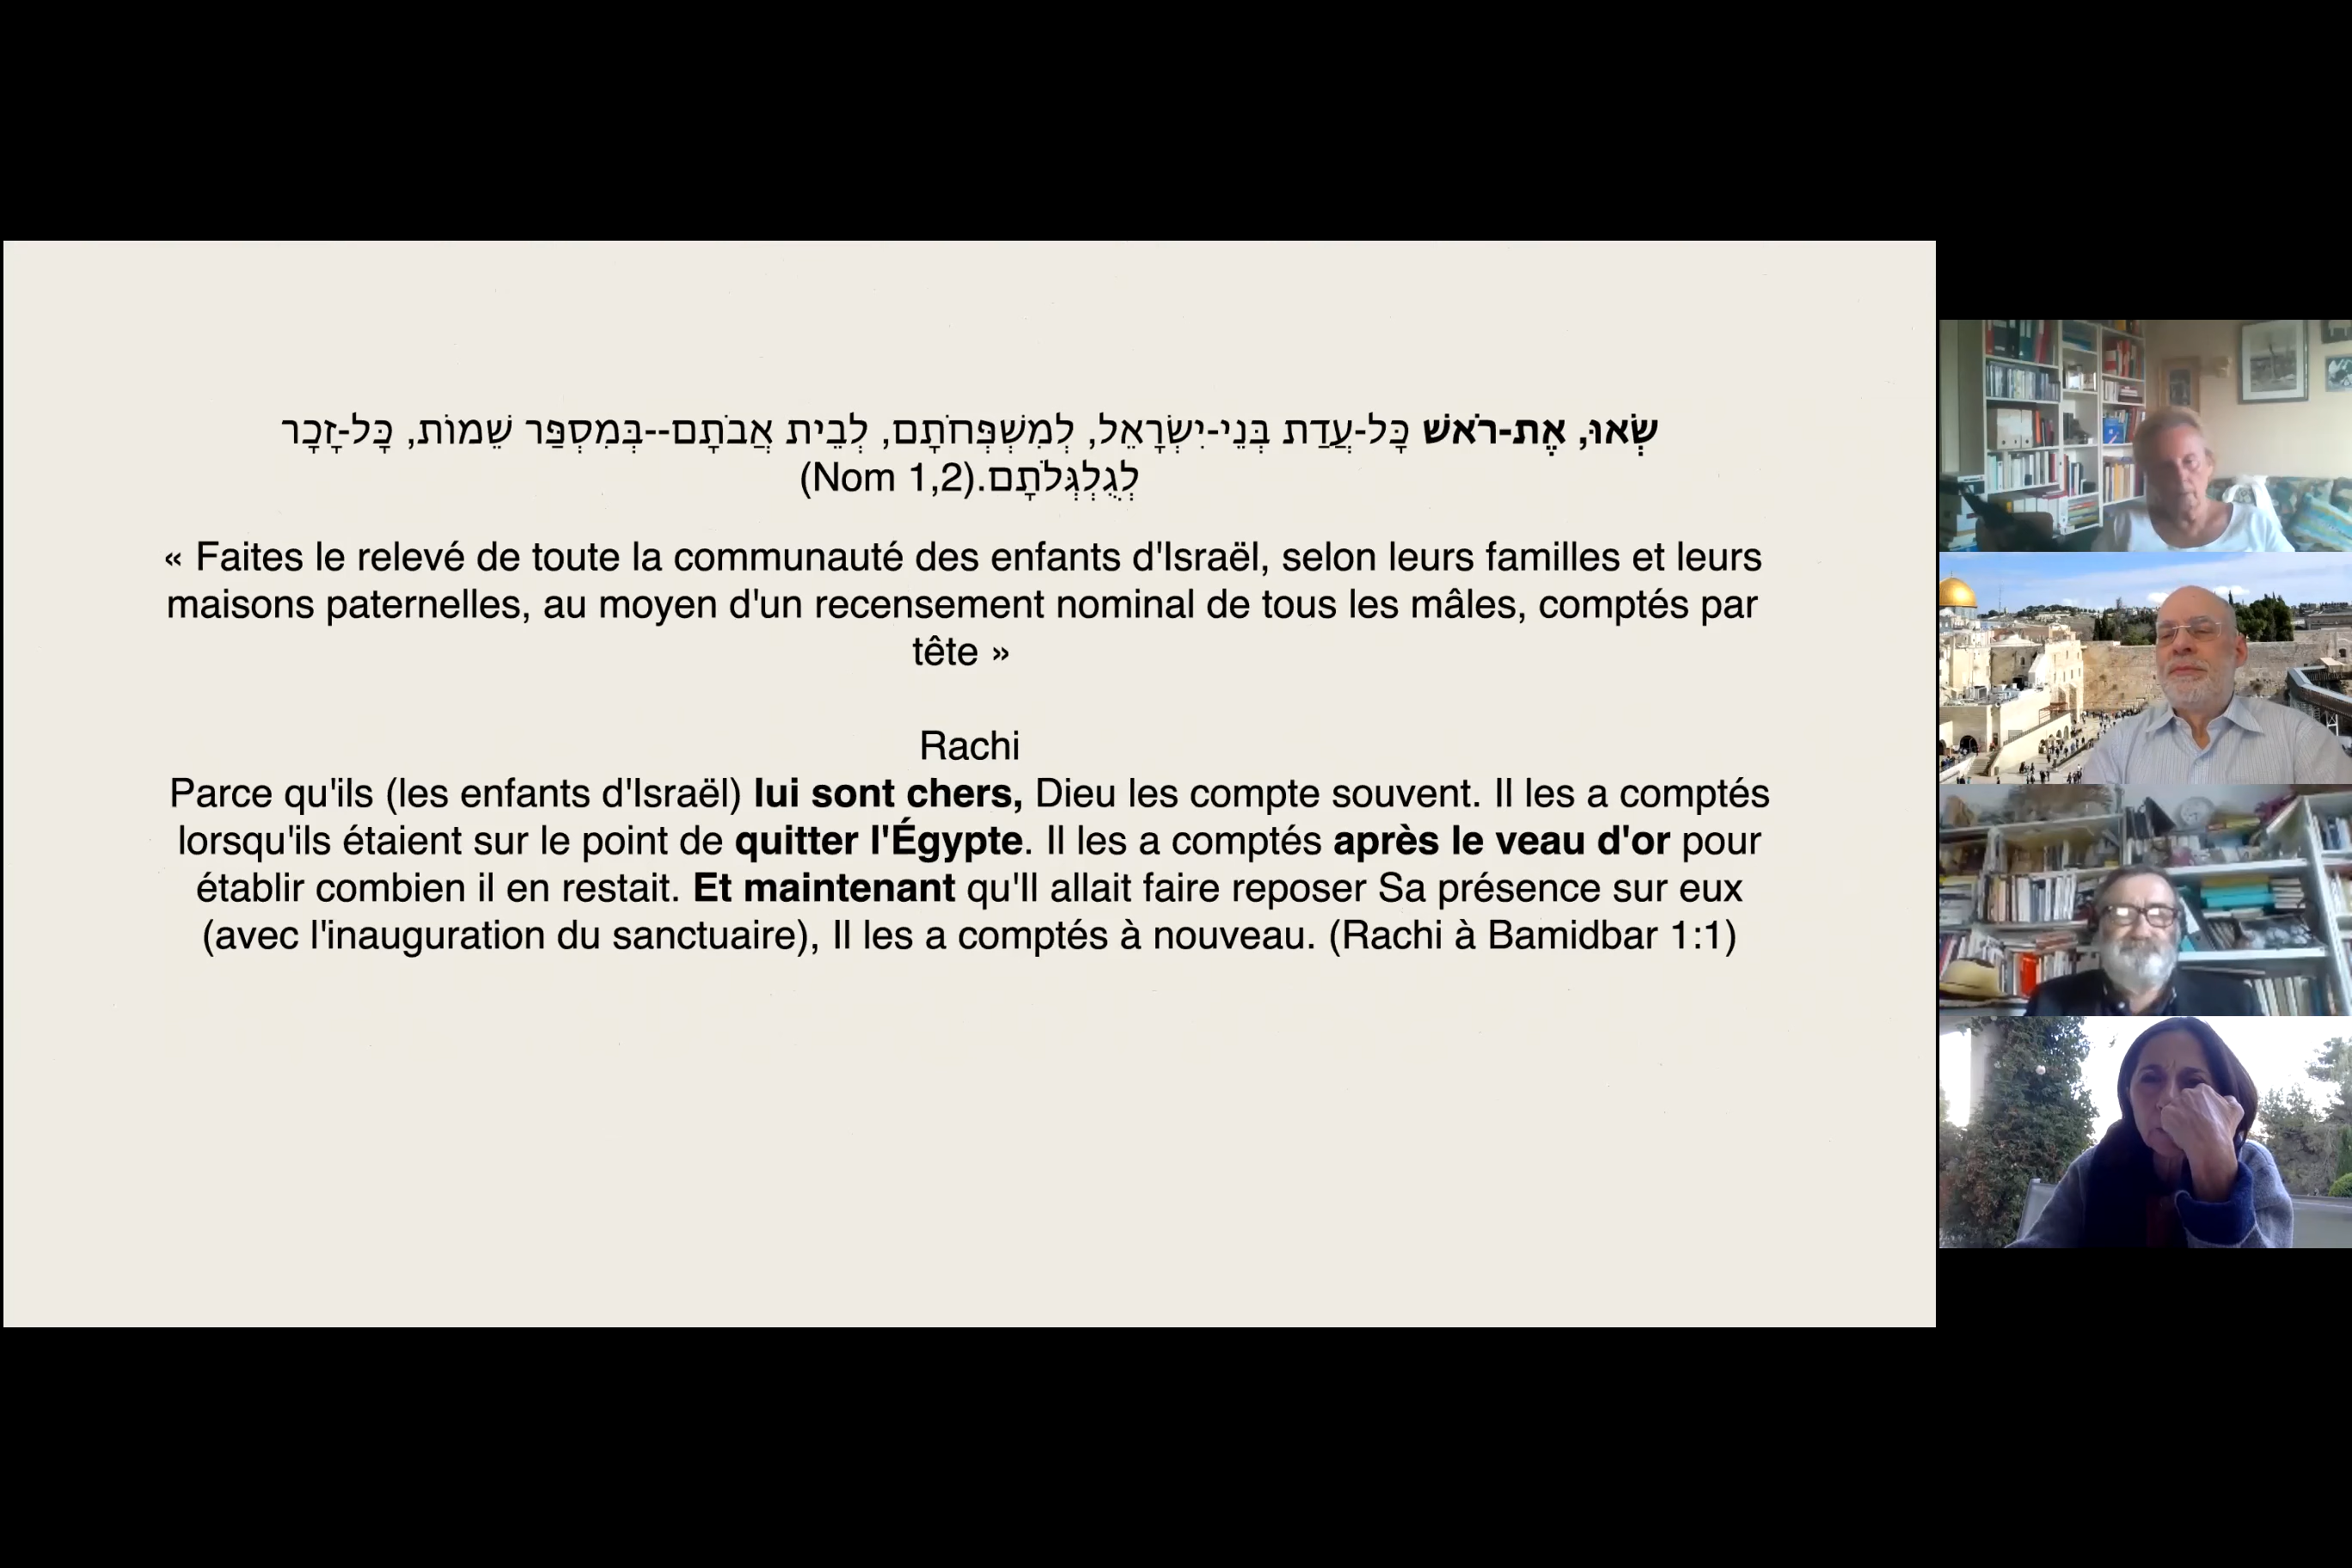 שְׂאוּ, אֶת-רֹאשׁ כָּל-עֲדַת בְּנֵי-יִשְׂרָאֵל, לְמִשְׁפְּחֹתָם, לְבֵית אֲבֹתָם--בְּמִסְפַּר שֵׁמוֹת, כָּל-זָכָר
לְגֻלְגְּלֹתָם.(Nom 1,2)
« Faites le relevé de toute la communauté des enfants d'Israël, selon leurs familles et leurs
maisons paternelles, au moyen d'un recensement nominal de tous les mâles, comptés par
tête »
Rachi
Parce qu'ils (les enfants d'Israël) lui sont chers, Dieu les compte souvent. Il les a comptés
lorsqu'ils étaient sur le point de quitter l'Égypte. Il les a comptés après le veau d'or pour
établir combien il en restait. Et maintenant qu'Il allait faire reposer Sa présence sur eux
(avec l'inauguration du sanctuaire), Il les a comptés à nouveau. (Rachi à Bamidbar 1:1)